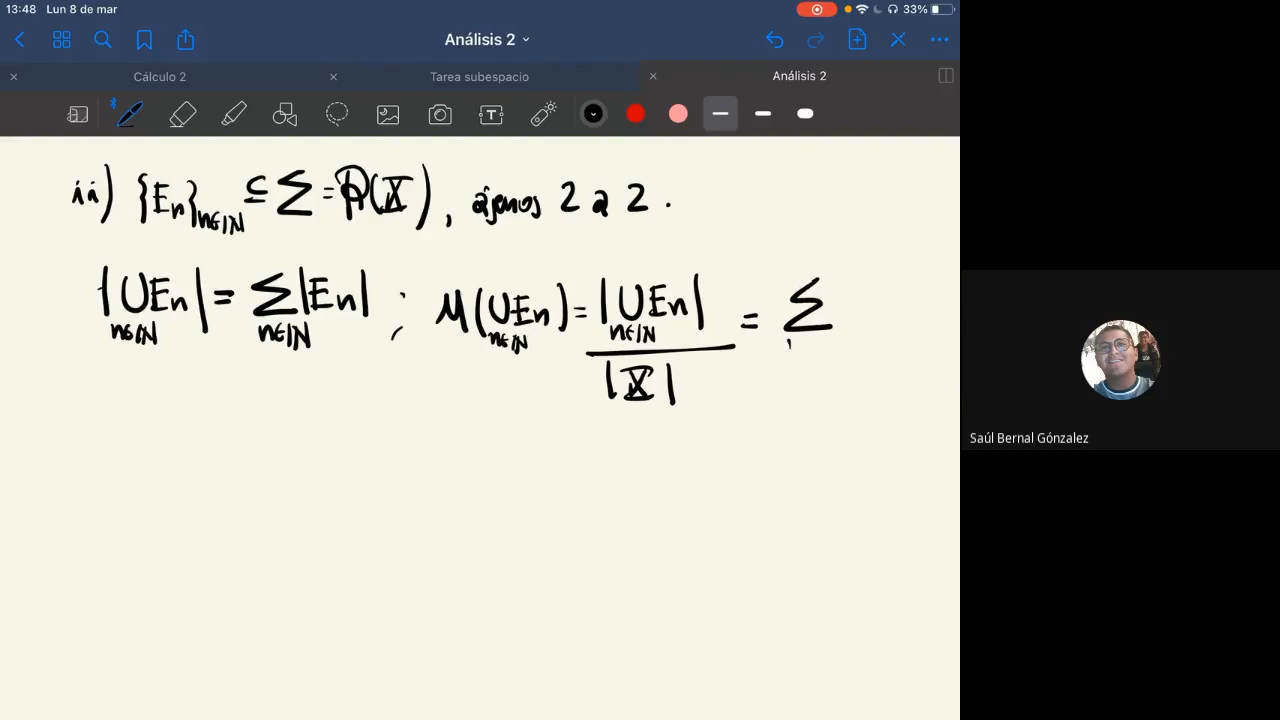 13:48 Lun 8 de mar 33%
Análisis 2
Cálculo 2 Tarea subespacio Análisis 2
ii) {En}n∈ℕ ⊆ Σ = P(X), ajenos 2 a 2.
|∪n∈ℕ En| = Σn∈ℕ |En| ; M(∪n∈ℕ En) = |∪n∈ℕ En| / |X| = Σ
Saúl Bernal Gónzalez